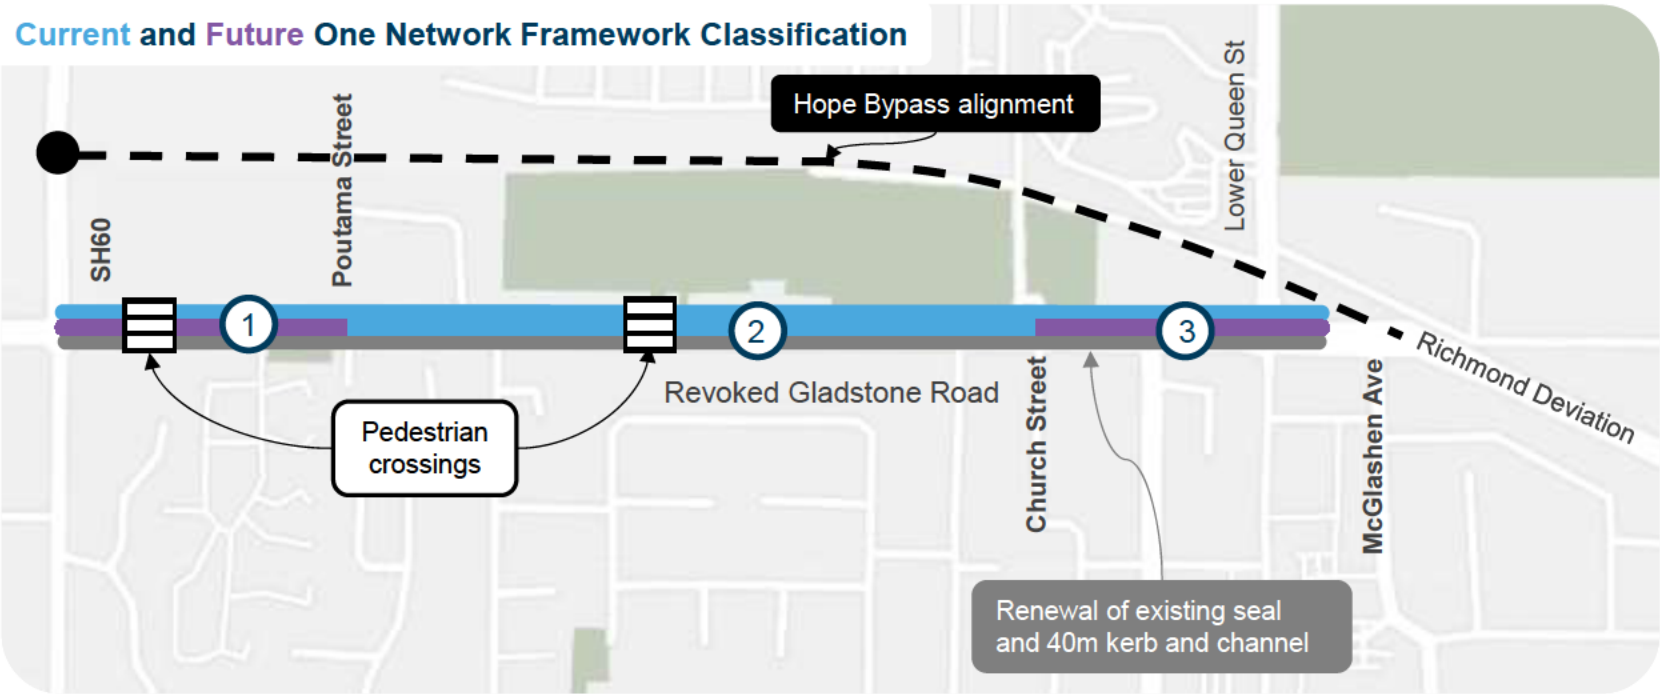 Current and Future One Network Framework Classification
Hope Bypass alignment
Lower Queen St
Poutama Street
SH60
1
2
3
Revoked Gladstone Road
Richmond Deviation
Church Street
McGlashen Ave
Pedestrian
crossings
Renewal of existing seal
and 40m kerb and channel